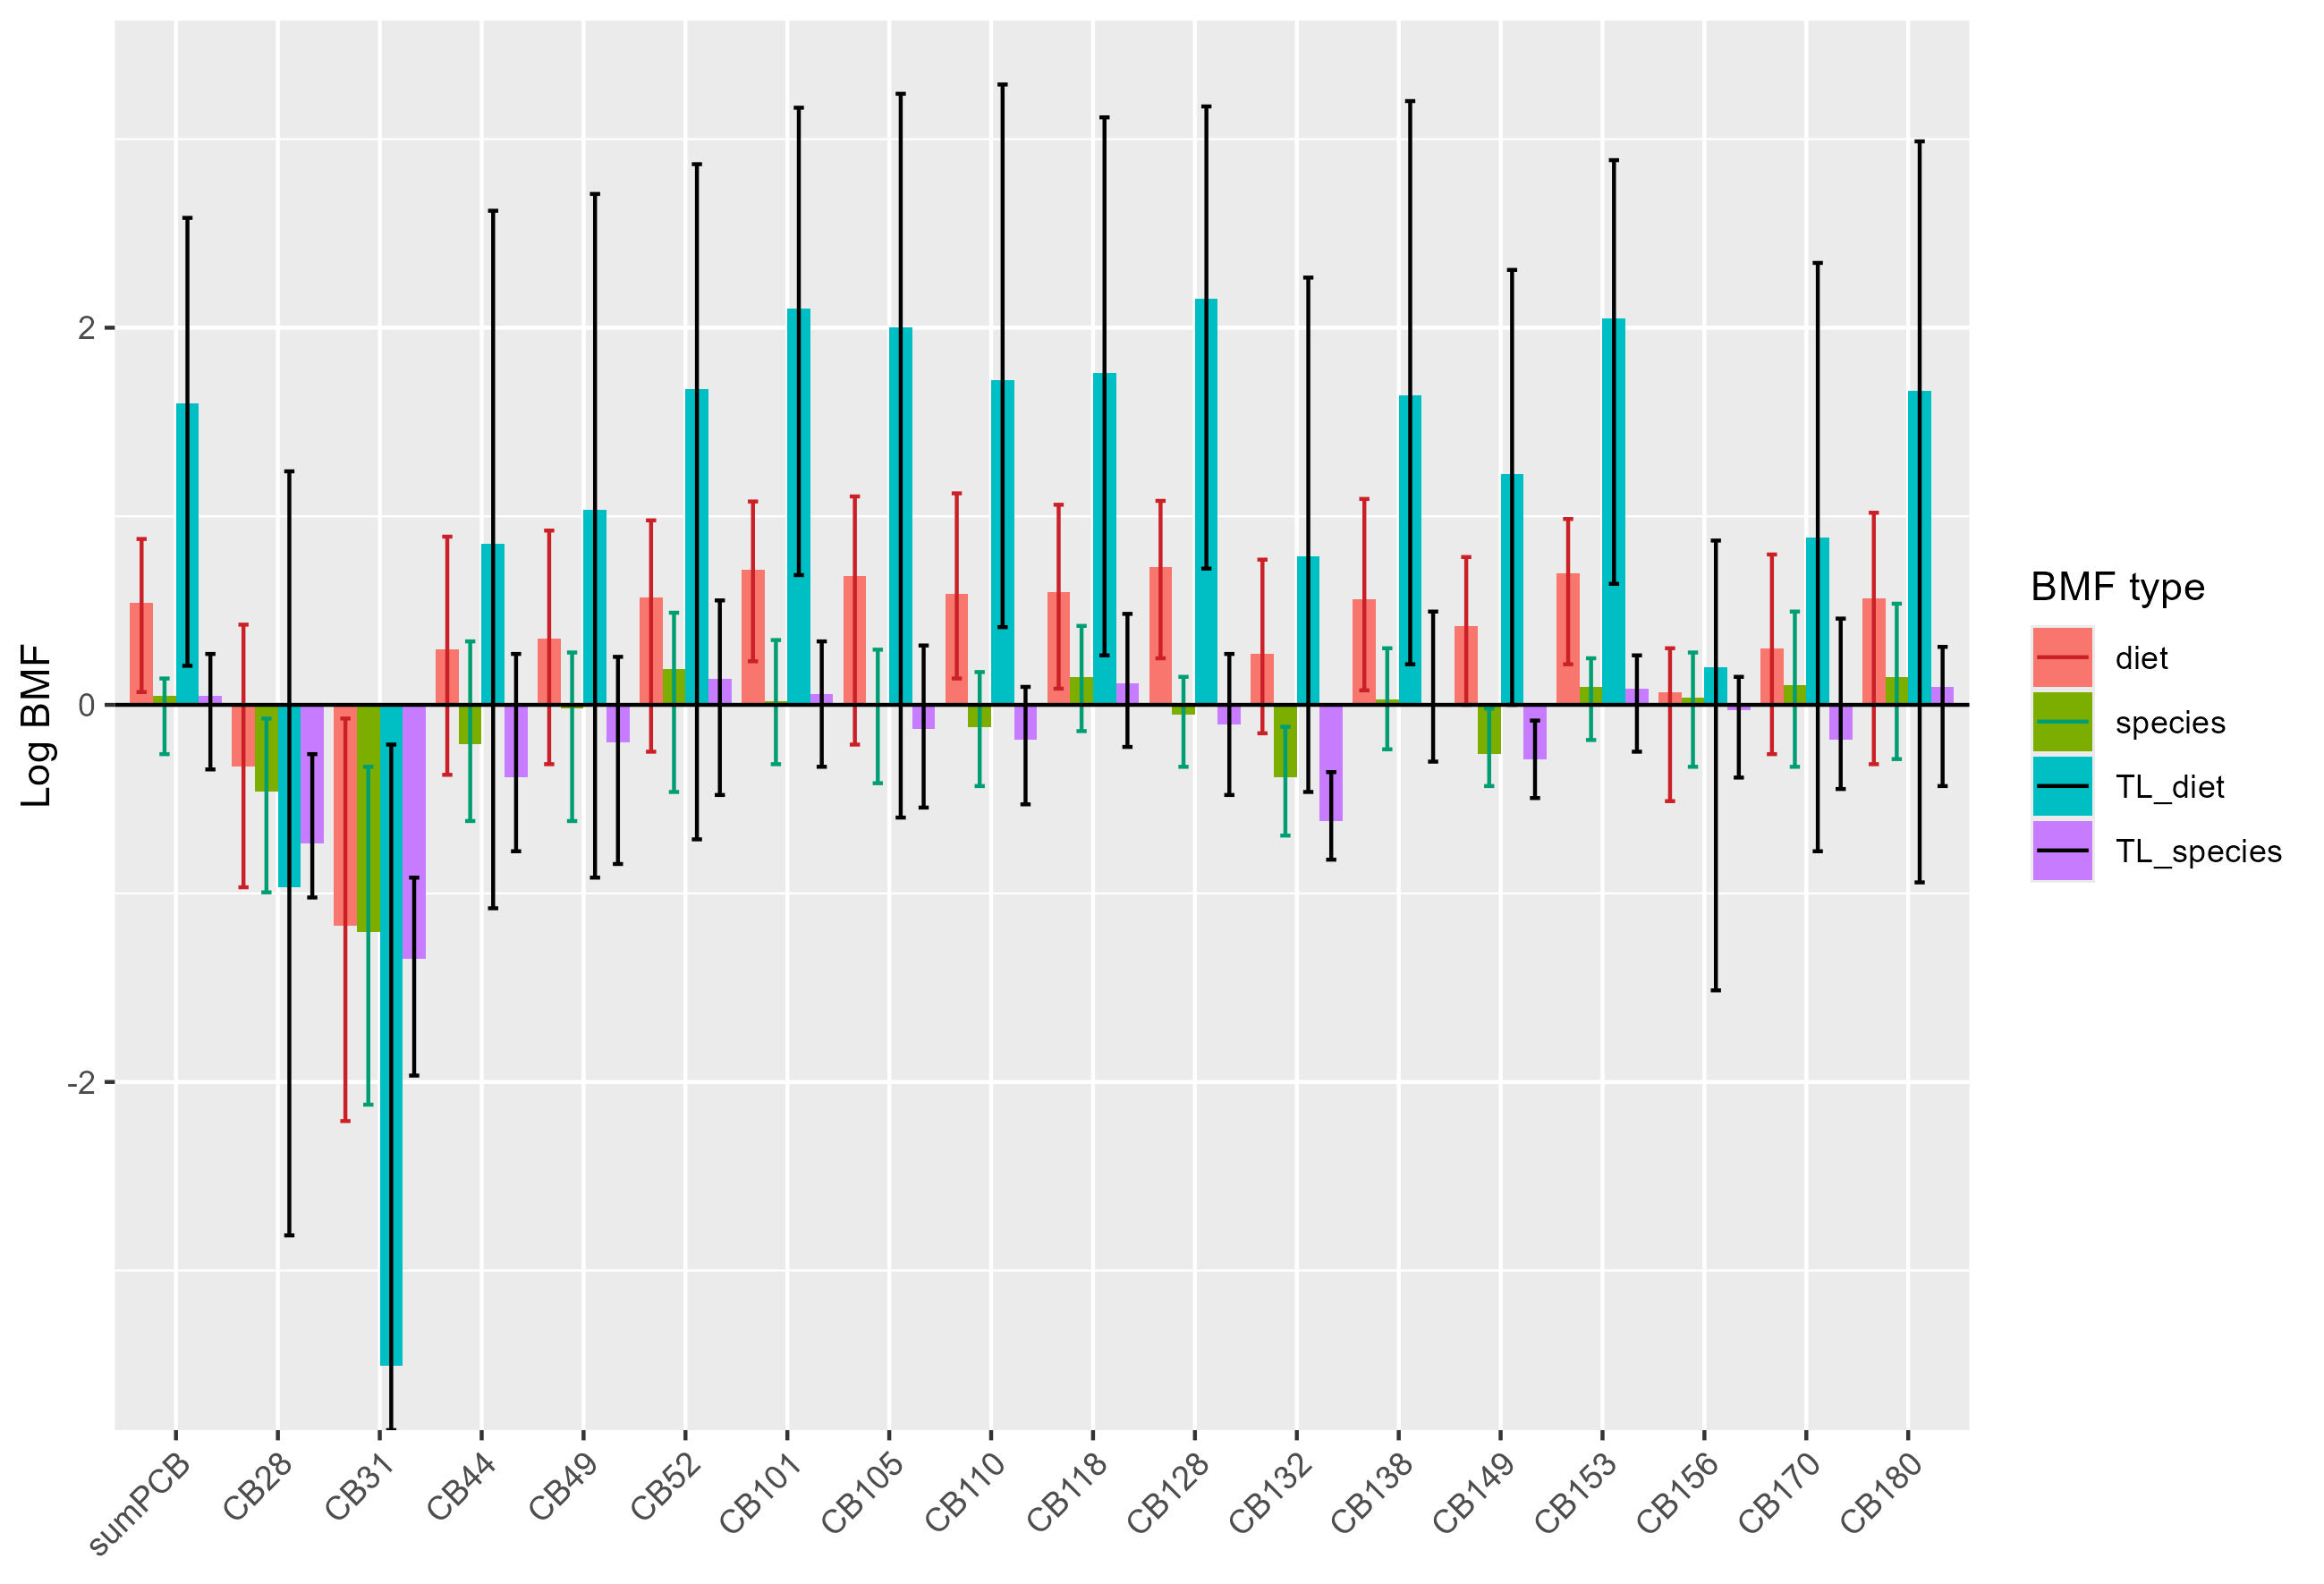 Log BMF
2
0
-2
sumPCB
CB28
CB31
CB44
CB49
CB52
CB101
CB105
CB110
CB118
CB128
CB132
CB138
CB149
CB153
CB156
CB170
CB180
BMF type
diet
species
TL_diet
TL_species